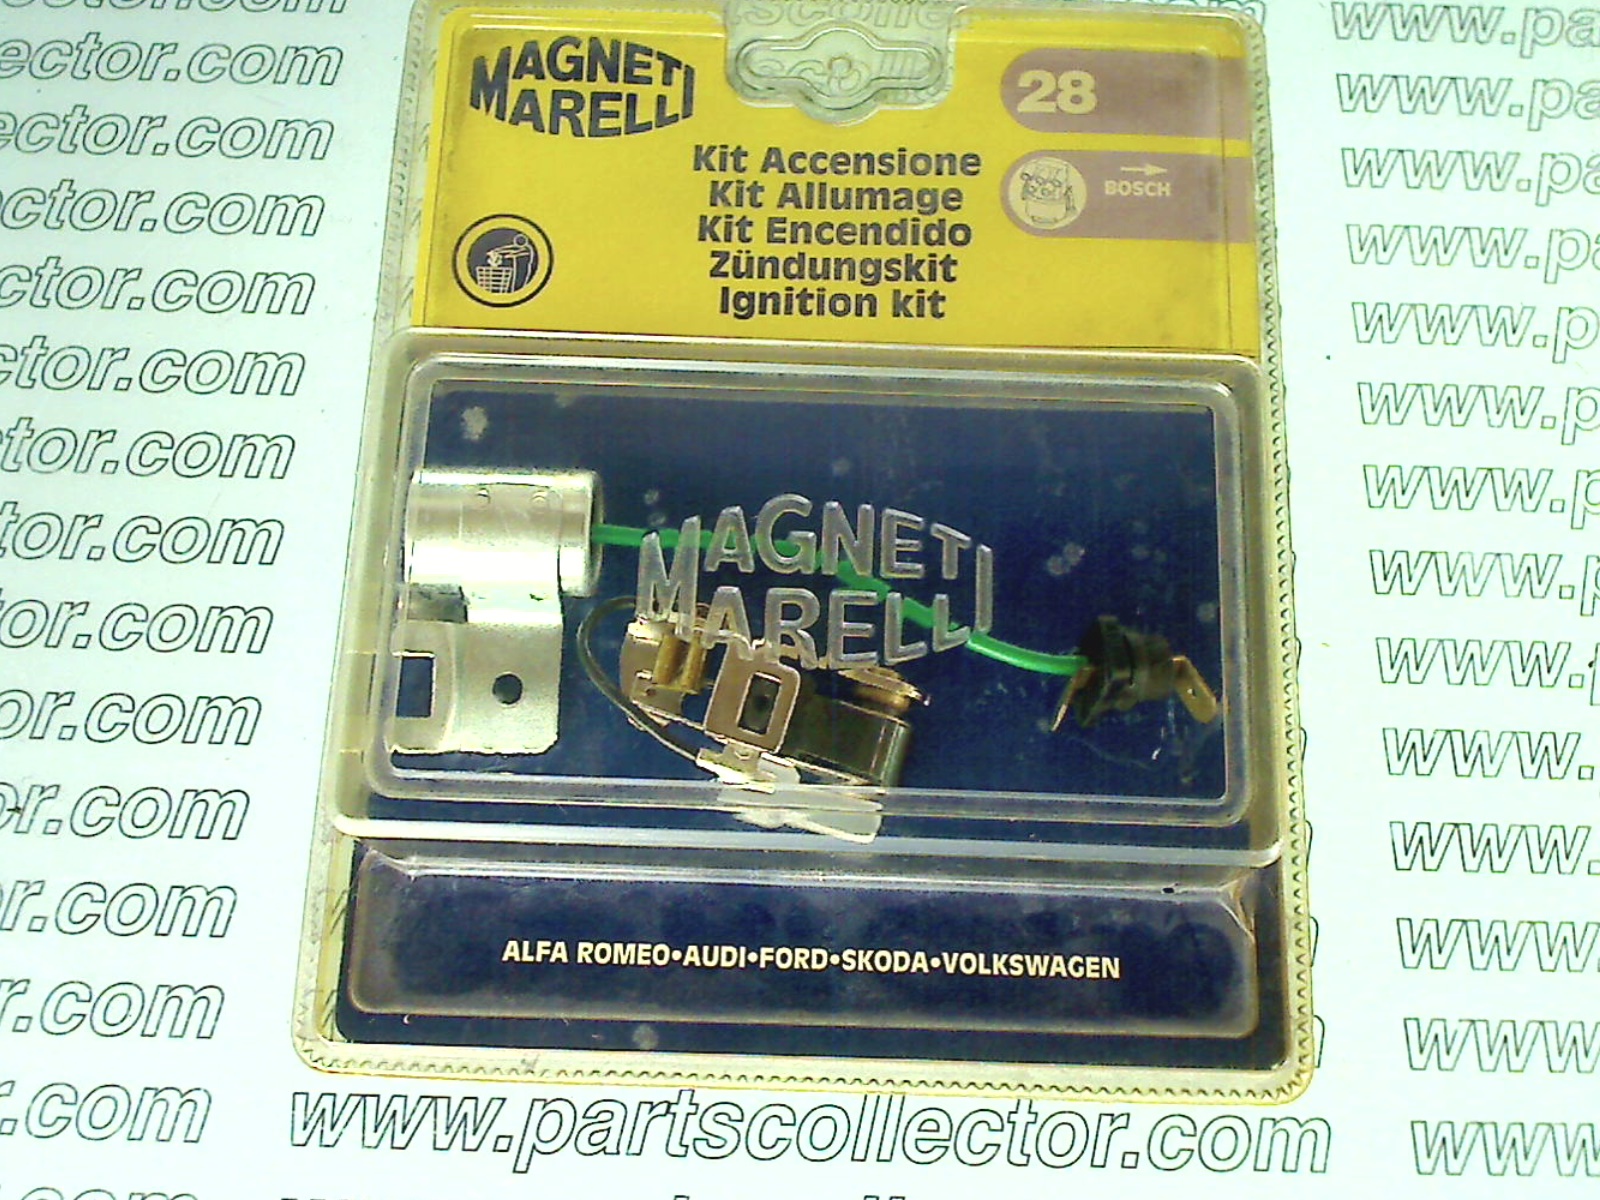 MAGNETI
MARELLI
28
Kit Accensione
Kit Allumage
Kit Encendido
Zündungskit
Ignition kit
BOSCH
MAGNETI
MARELLI
ALFA ROMEO•AUDI•FORD•SKODA•VOLKSWAGEN
www.partscollector.com